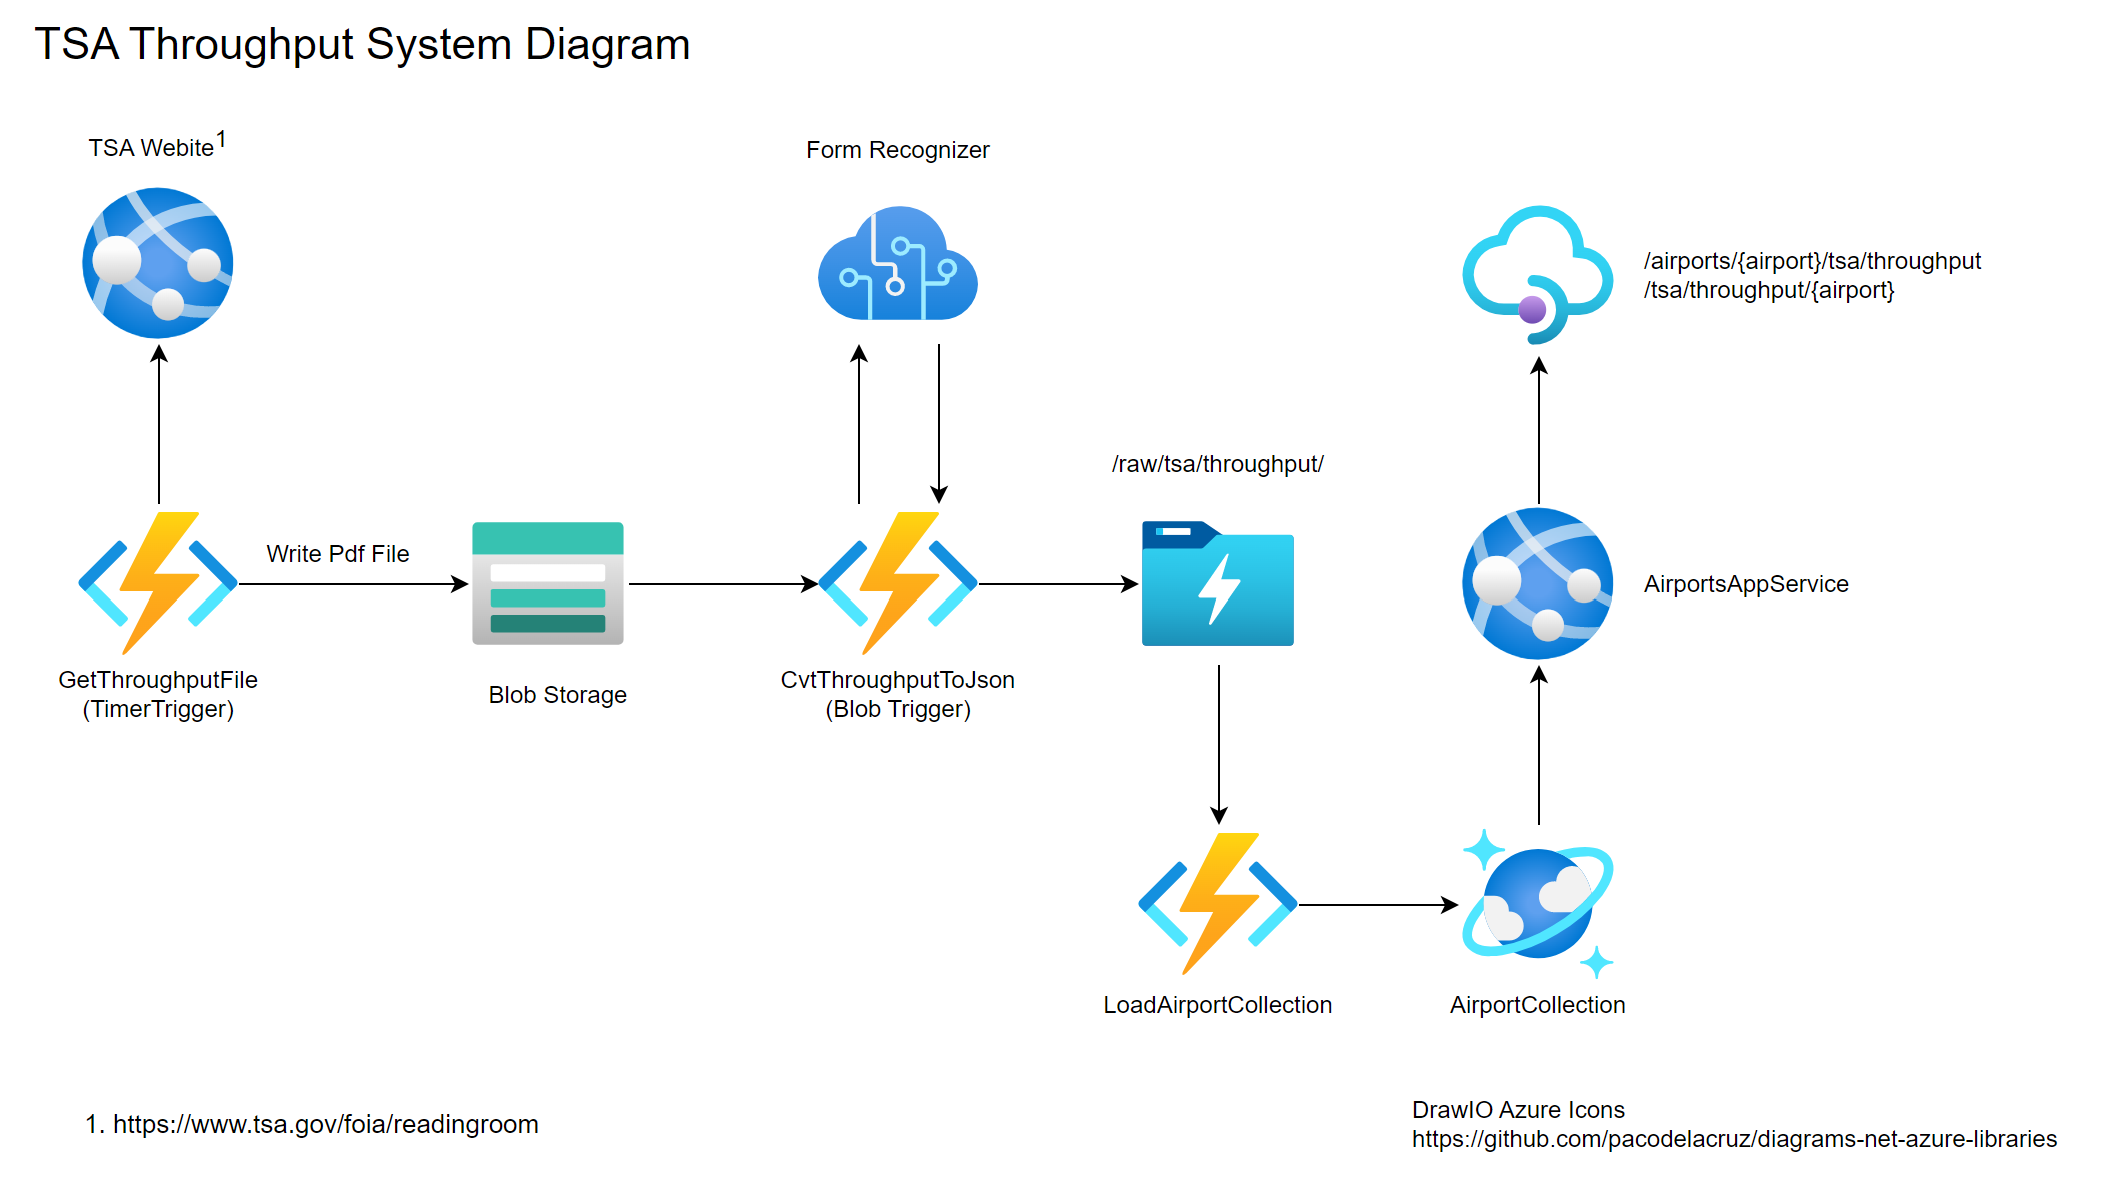 TSA Throughput System Diagram
TSA Webite1
Form Recognizer
/airports/{airport}/tsa/throughput
/tsa/throughput/{airport}
/raw/tsa/throughput/
Write Pdf File
AirportsAppService
GetThroughputFile
(TimerTrigger)
Blob Storage
CvtThroughputToJson
(Blob Trigger)
LoadAirportCollection
AirportCollection
1. https://www.tsa.gov/foia/readingroom
DrawIO Azure Icons
https://github.com/pacodelacruz/diagrams-net-azure-libraries